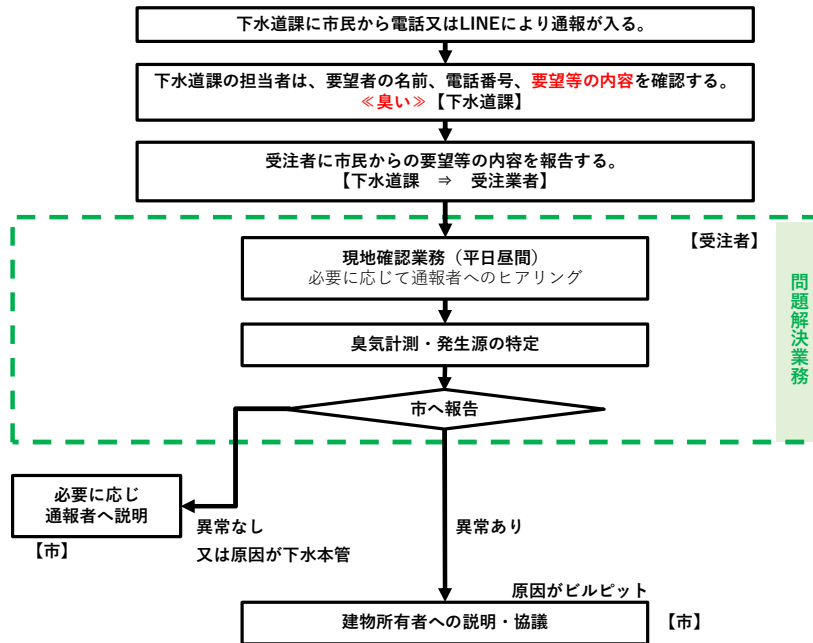 下水道課に市民から電話又はLINEにより通報が入る。
下水道課の担当者は、要望者の名前、電話番号、要望等の内容を確認する。
≪臭い≫【下水道課】
受注者に市民からの要望等の内容を報告する。
【下水道課　⇒　受注業者】
【受注者】
現地確認業務（平日昼間）
必要に応じて通報者へのヒアリング
問題解決業務
臭気計測・発生源の特定
市へ報告
必要に応じ
通報者へ説明
【市】
異常なし
又は原因が下水本管
異常あり
原因がビルピット
建物所有者への説明・協議
【市】